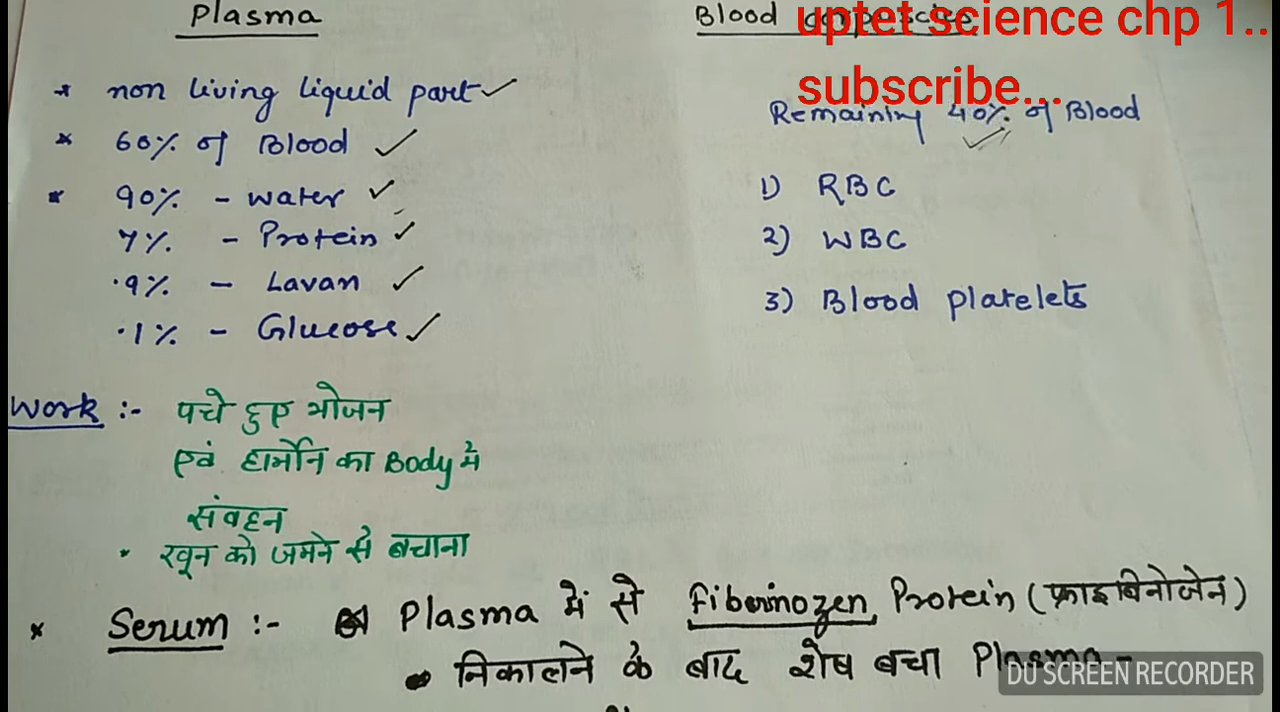 Plasma
* non living liquid part ✓
* 60% of Blood ✓
* 90% - water ✓
7% - Protein ✓
.9% - Lavan ✓
.1% - Glucose ✓
Work :- पचे हुए भोजन
एवं हार्मोन का Body में
संवहन
• खून को जमने से बचाना
Blood
uptet science chp 1..
subscribe...
Remaining 40% of Blood
1) RBC
2) WBC
3) Blood platelets
* Serum :- Plasma में से Fiberinozen Protein (फ्राइबिनोजेन)
निकालने के बाद शेष बचा Plasma -
DU SCREEN RECORDER